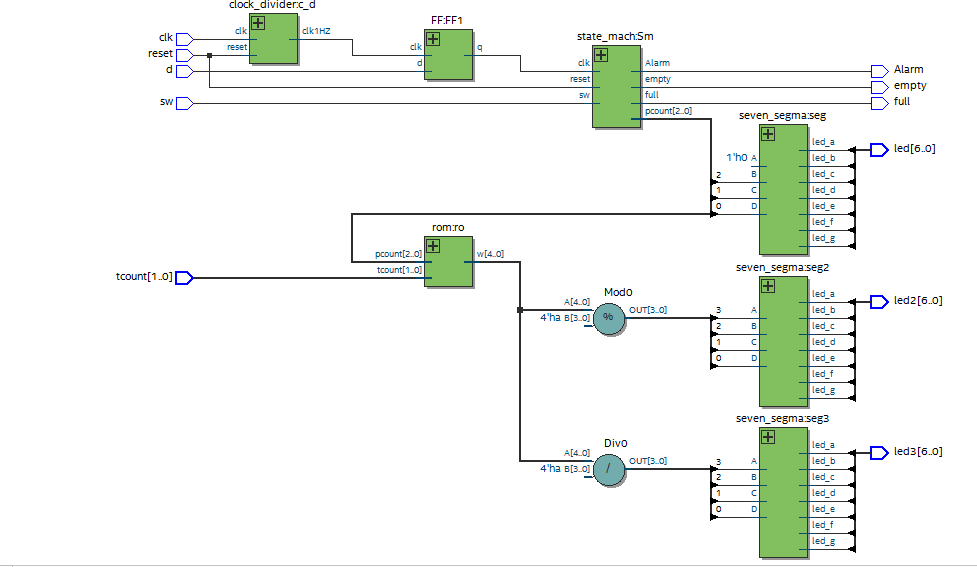 clock_divider:c_d
clk
reset
clk1HZ
FF:FF1
clk
d
q
state_mach:Sm
clk
reset
sw
Alarm
empty
full
pcount[2..0]
clk
reset
d
sw
Alarm
empty
full
seven_segma:seg
1'h0 A
2 B
1 C
0 D
led_a
led_b
led_c
led_d
led_e
led_f
led_g
led[6..0]
rom:ro
pcount[2..0]
tcount[1..0]
w[4..0]
tcount[1..0]
Mod0
A[4..0]
4'ha B[3..0]
%
OUT[3..0]
seven_segma:seg2
3 A
2 B
1 C
0 D
led_a
led_b
led_c
led_d
led_e
led_f
led_g
led2[6..0]
Div0
A[4..0]
4'ha B[3..0]
/
OUT[3..0]
seven_segma:seg3
3 A
2 B
1 C
0 D
led_a
led_b
led_c
led_d
led_e
led_f
led_g
led3[6..0]